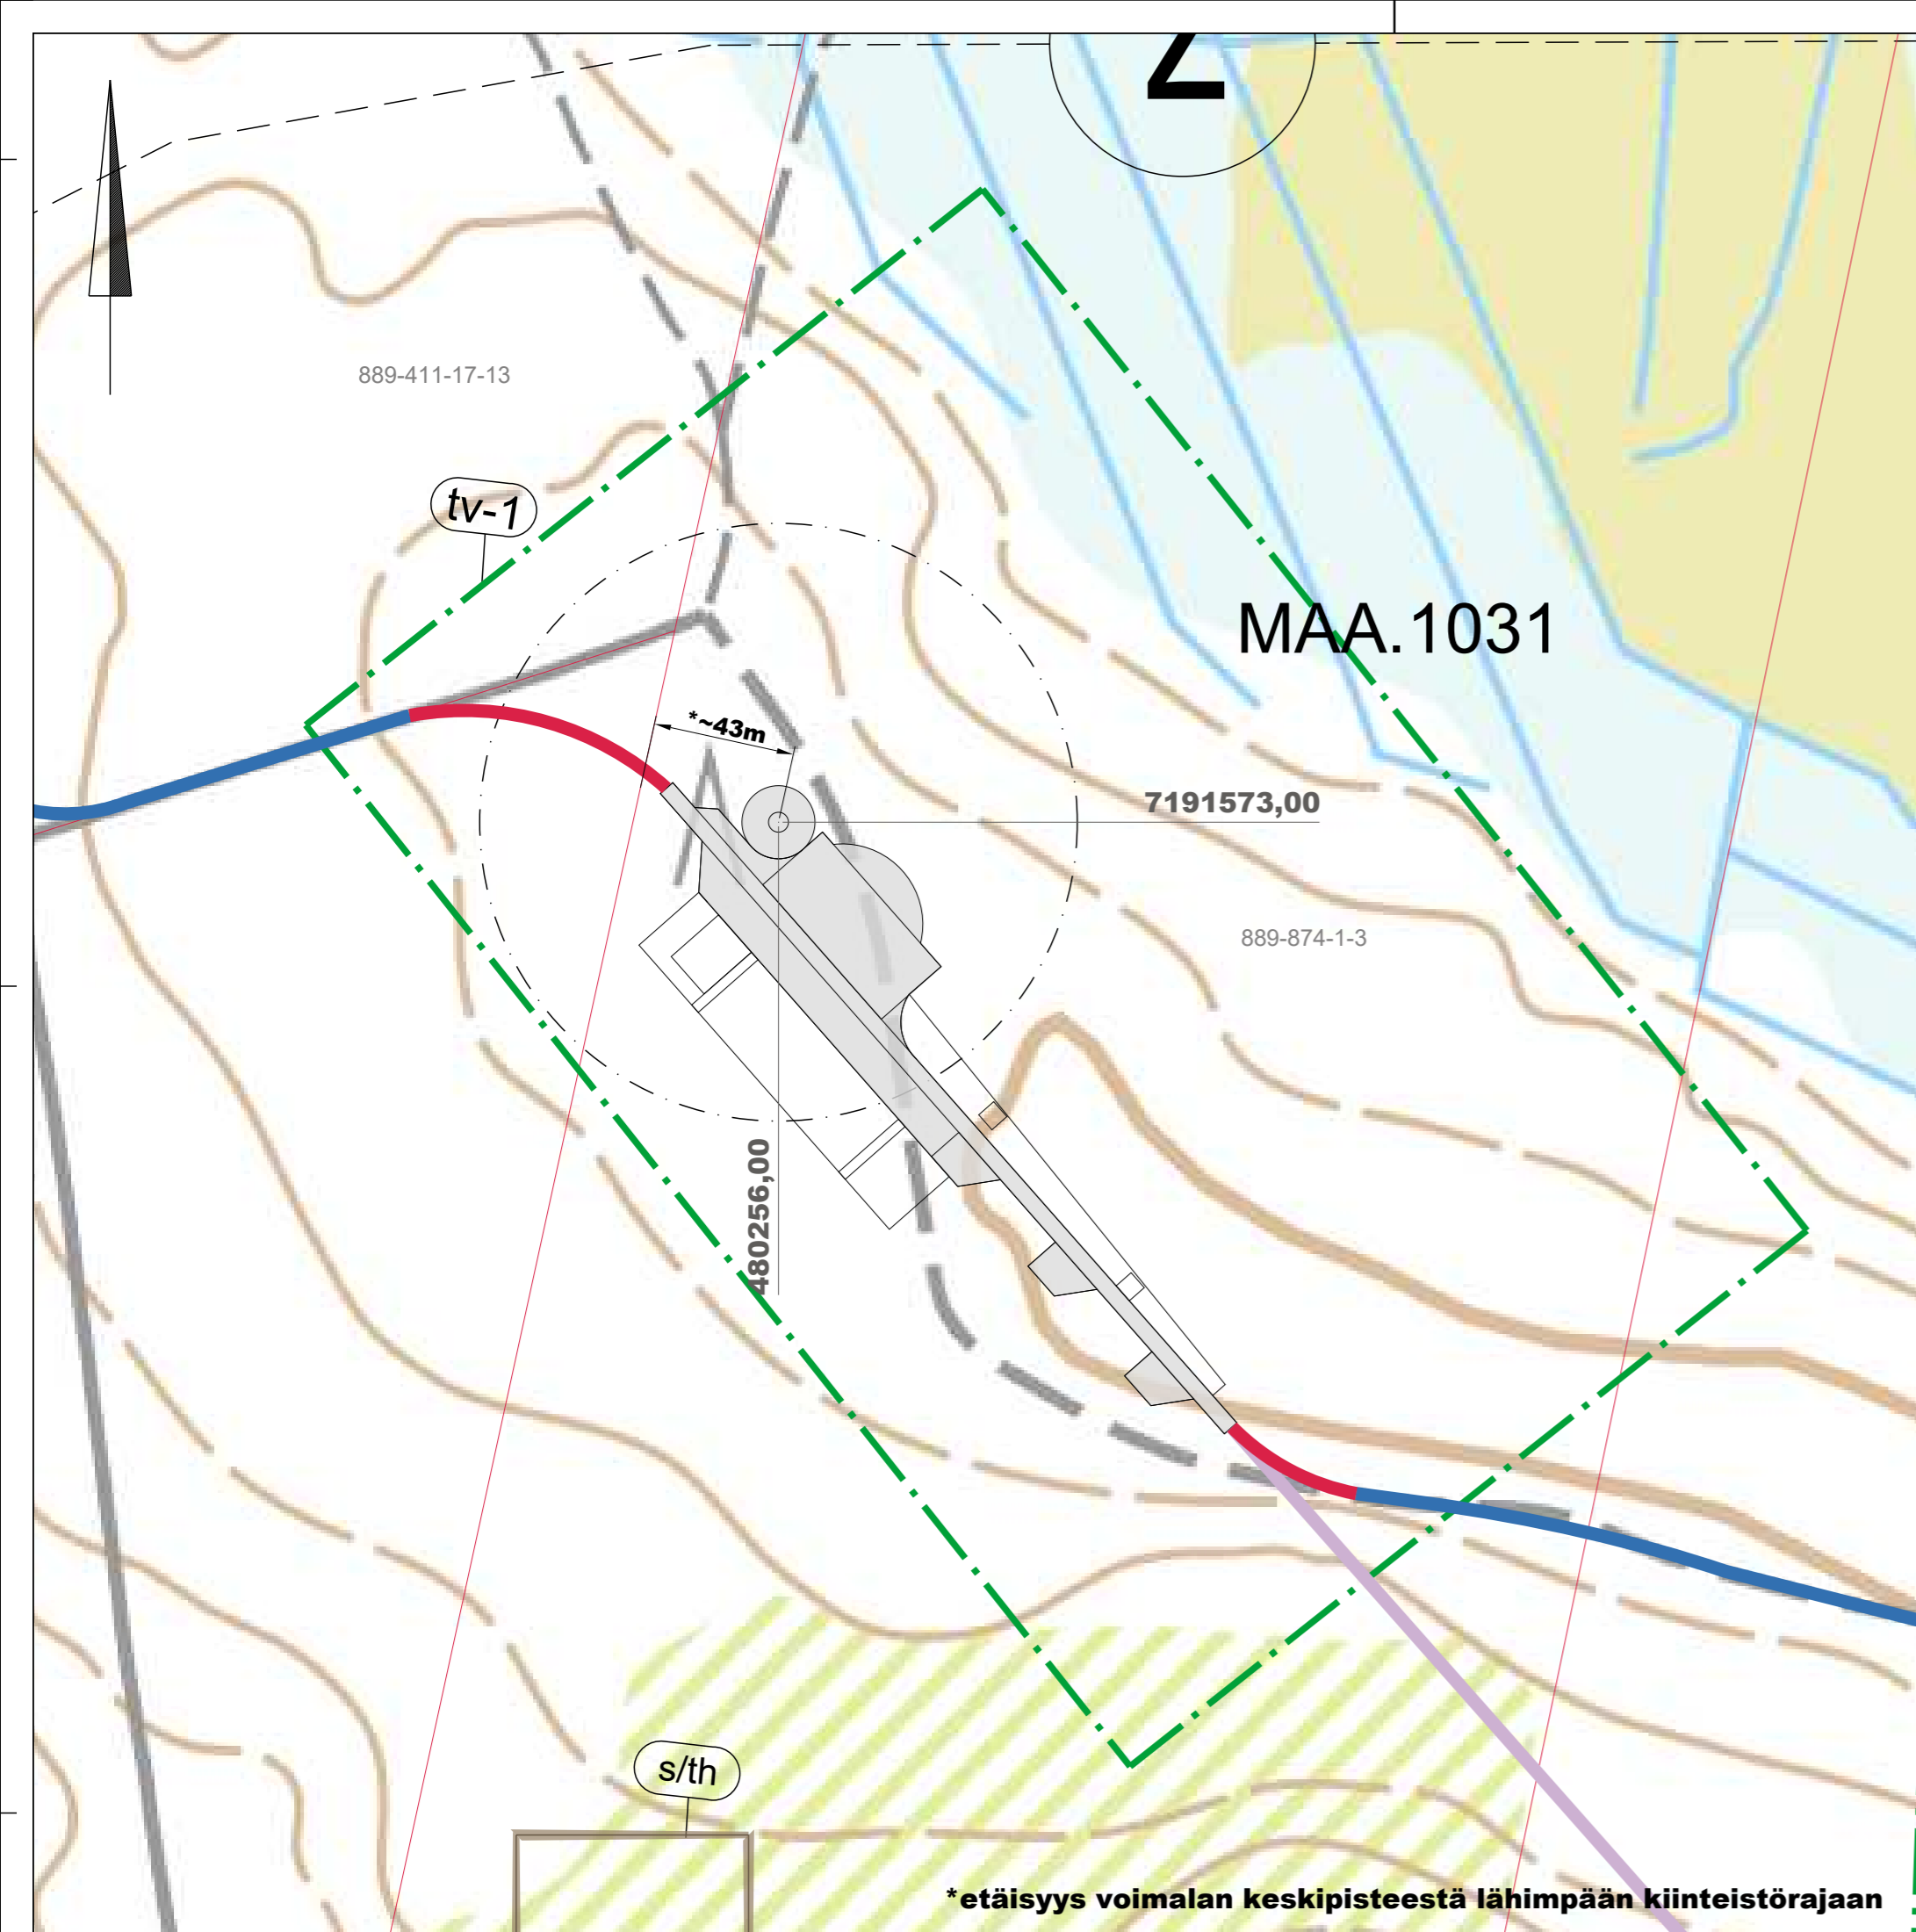 889-411-17-13
tv-1
MAA.1031
*~43m
7191573,00
889-874-1-3
480256,00
s/th
*etäisyys voimalan keskipisteestä lähimpään kiinteistörajaan